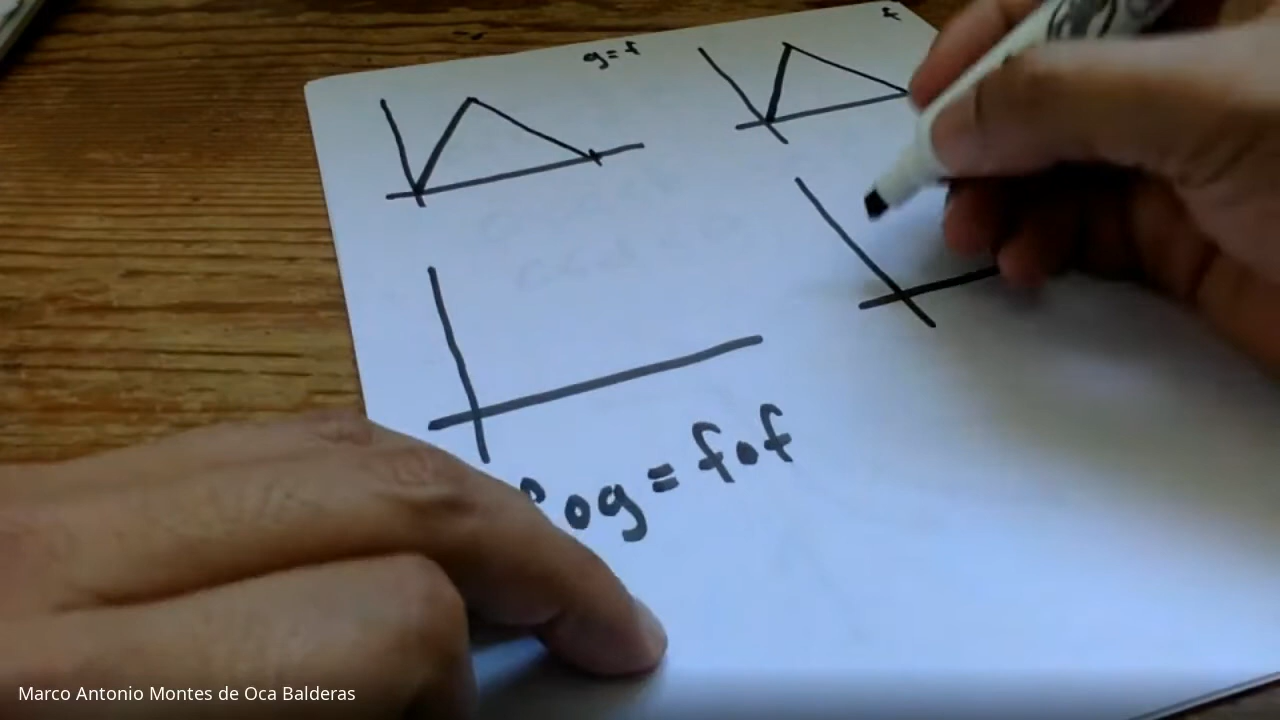 g = f
f
og = fof
Marco Antonio Montes de Oca Balderas